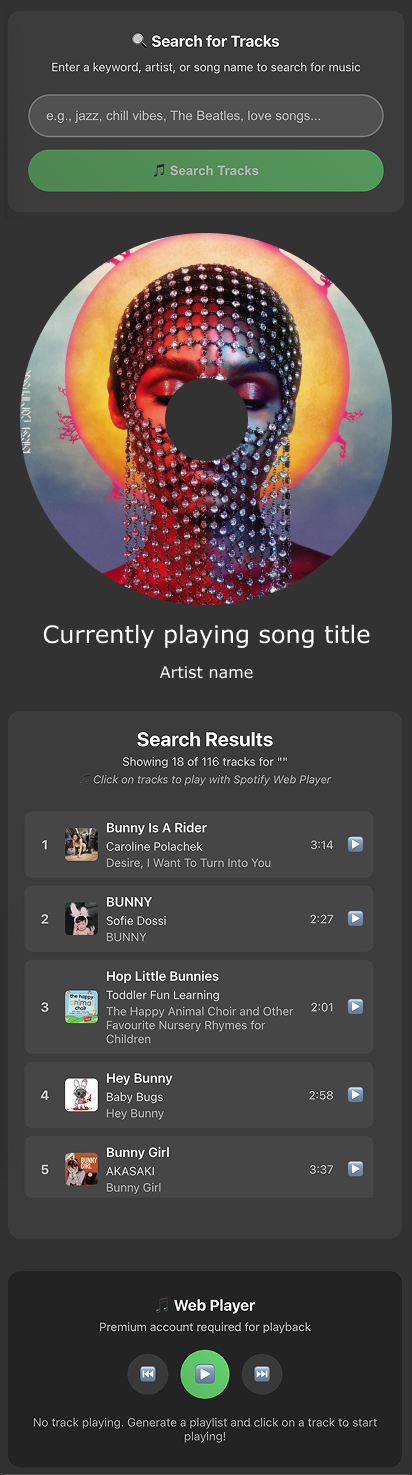 Search for Tracks
Enter a keyword, artist, or song name to search for music
e.g., jazz, chill vibes, The Beatles, love songs...
Search Tracks
Currently playing song title
Artist name
Search Results
Showing 18 of 116 tracks for ""
Click on tracks to play with Spotify Web Player
1
Bunny Is A Rider
Caroline Polachek
Desire, I Want To Turn Into You
3:14
2
BUNNY
Sofie Dossi
BUNNY
2:27
3
Hop Little Bunnies
Toddler Fun Learning
The Happy Animal Choir and Other
Favourite Nursery Rhymes for
Children
2:01
4
Hey Bunny
Baby Bugs
Hey Bunny
2:58
5
Bunny Girl
AKASAKI
Bunny Girl
3:37
Web Player
Premium account required for playback
No track playing. Generate a playlist and click on a track to start
playing!